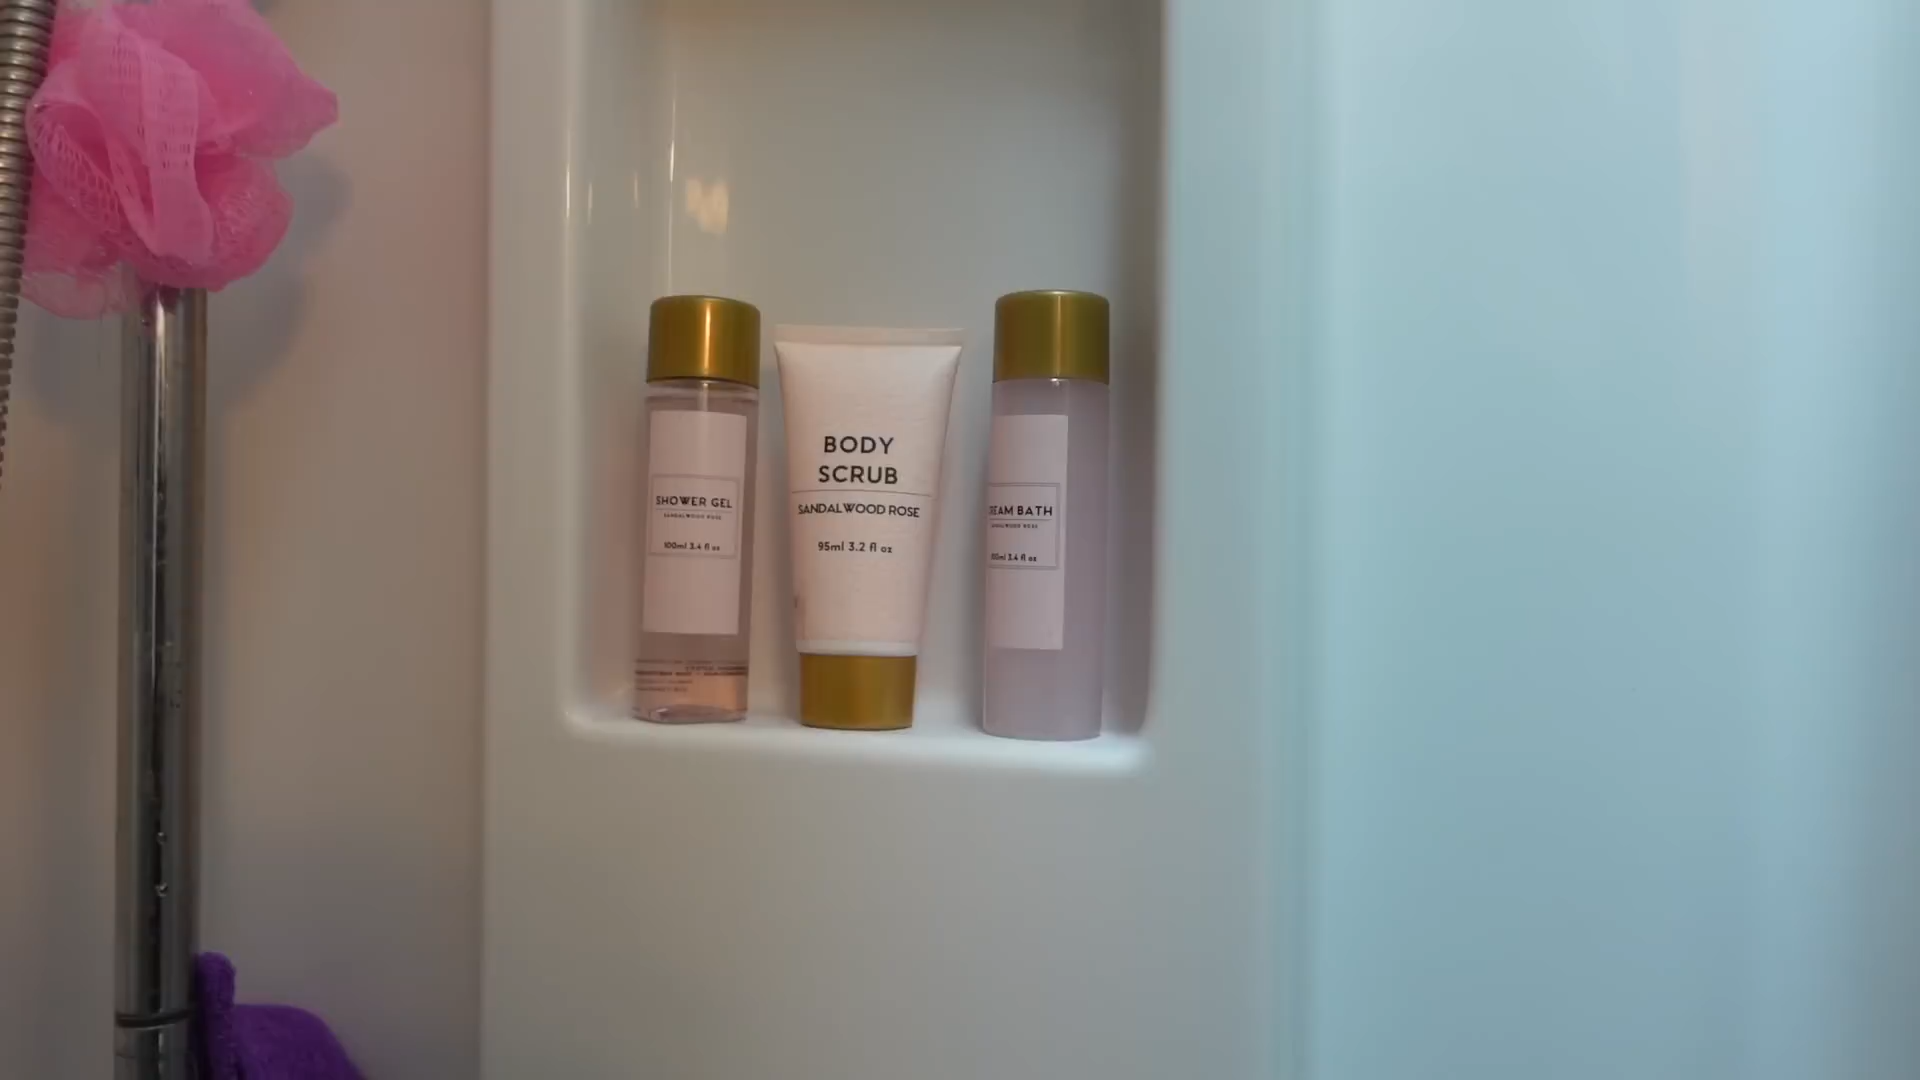 SHOWER GEL
SANDALWOOD ROSE
100ml 3.4 fl oz
BODY
SCRUB
SANDALWOOD ROSE
95ml 3.2 fl oz
REAM BATH
SANDALWOOD ROSE
3.4 fl oz